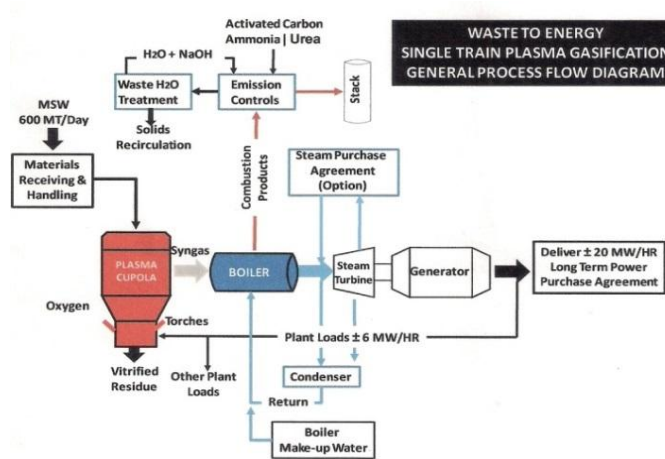 WASTE TO ENERGY
SINGLE TRAIN PLASMA GASIFICATION
GENERAL PROCESS FLOW DIAGRAM
Activated Carbon
Ammonia | Urea
H2O + NaOH
Waste H2O
Treatment
Emission
Controls
Stack
MSW
600 MT/Day
Solids
Recirculation
Materials
Receiving &
Handling
Combustion
Products
Steam Purchase
Agreement
(Option)
PLASMA
CUPOLA
Syngas
BOILER
Steam
Turbine
Generator
Deliver ± 20 MW/HR
Long Term Power
Purchase Agreement
Oxygen
Torches
Plant Loads ± 6 MW/HR
Vitrified
Residue
Other Plant
Loads
Condenser
Return
Boiler
Make-up Water